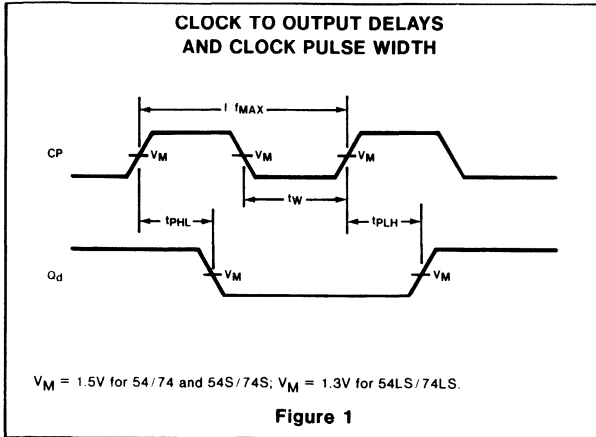 CLOCK TO OUTPUT DELAYS
AND CLOCK PULSE WIDTH
I fMAX
CP
VM
VM
VM
tW
tPHL
tPLH
Qd
VM
VM
VM = 1.5V for 54/74 and 54S/74S; VM = 1.3V for 54LS/74LS.
Figure 1